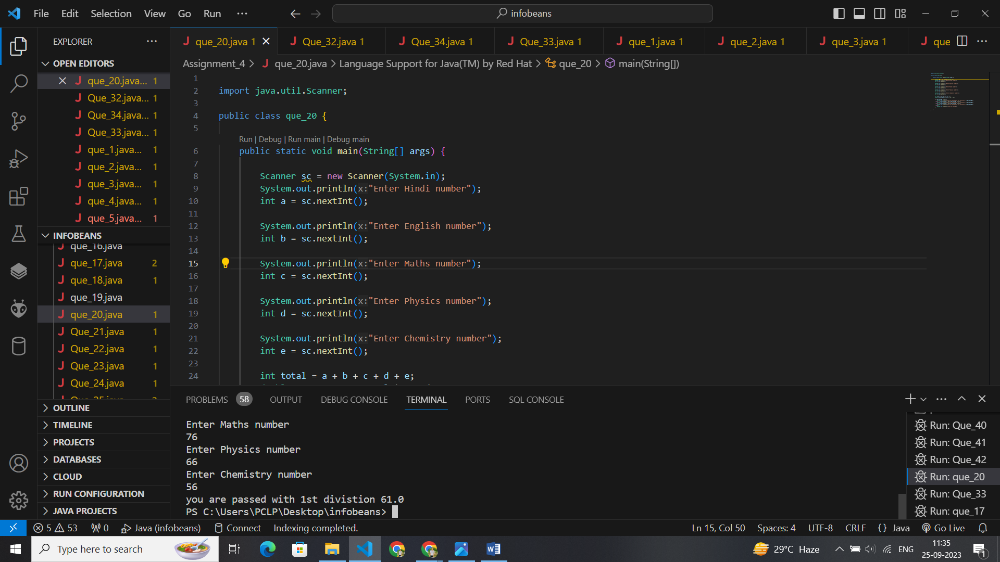 File Edit Selection View Go Run ··· infobeans
EXPLORER ···
OPEN EDITORS
que_20.java... 1
Que_32.java... 1
Que_34.java... 1
Que_33.java... 1
que_1.java... 1
que_2.java... 1
que_3.java... 1
que_4.java... 1
que_5.java... 1
INFOBEANS
que_16.java
que_17.java 2
que_18.java 1
que_19.java
que_20.java 1
Que_21.java 1
Que_22.java 1
Que_23.java 1
Que_24.java 1
OUTLINE
TIMELINE
PROJECTS
DATABASES
CLOUD
RUN CONFIGURATION
JAVA PROJECTS
que_20.java 1 Que_32.java 1 Que_34.java 1 Que_33.java 1 que_1.java 1 que_2.java 1 que_3.java 1 que ···
Assignment_4 > que_20.java > Language Support for Java(TM) by Red Hat > que_20 > main(String[])
1
2 import java.util.Scanner;
3
4 public class que_20 {
5
Run | Debug | Run main | Debug main
6 public static void main(String[] args) {
7
8 Scanner sc = new Scanner(System.in);
9 System.out.println(x:"Enter Hindi number");
10 int a = sc.nextInt();
11
12 System.out.println(x:"Enter English number");
13 int b = sc.nextInt();
14
15 System.out.println(x:"Enter Maths number");
16 int c = sc.nextInt();
17
18 System.out.println(x:"Enter Physics number");
19 int d = sc.nextInt();
20
21 System.out.println(x:"Enter Chemistry number");
22 int e = sc.nextInt();
23
24 int total = a + b + c + d + e;
PROBLEMS 58 OUTPUT DEBUG CONSOLE TERMINAL PORTS SQL CONSOLE
Enter Maths number
76
Enter Physics number
66
Enter Chemistry number
56
you are passed with 1st divistion 61.0
PS C:\Users\PCLP\Desktop\infobeans>
Run: Que_40
Run: Que_41
Run: Que_42
Run: que_20
Run: Que_33
Run: que_17
5 53 0 Java (infobeans) Connect Indexing completed. Ln 15, Col 50 Spaces: 4 UTF-8 CRLF {} Java Go Live
Type here to search 29°C Haze ENG 11:35
25-09-2023 1